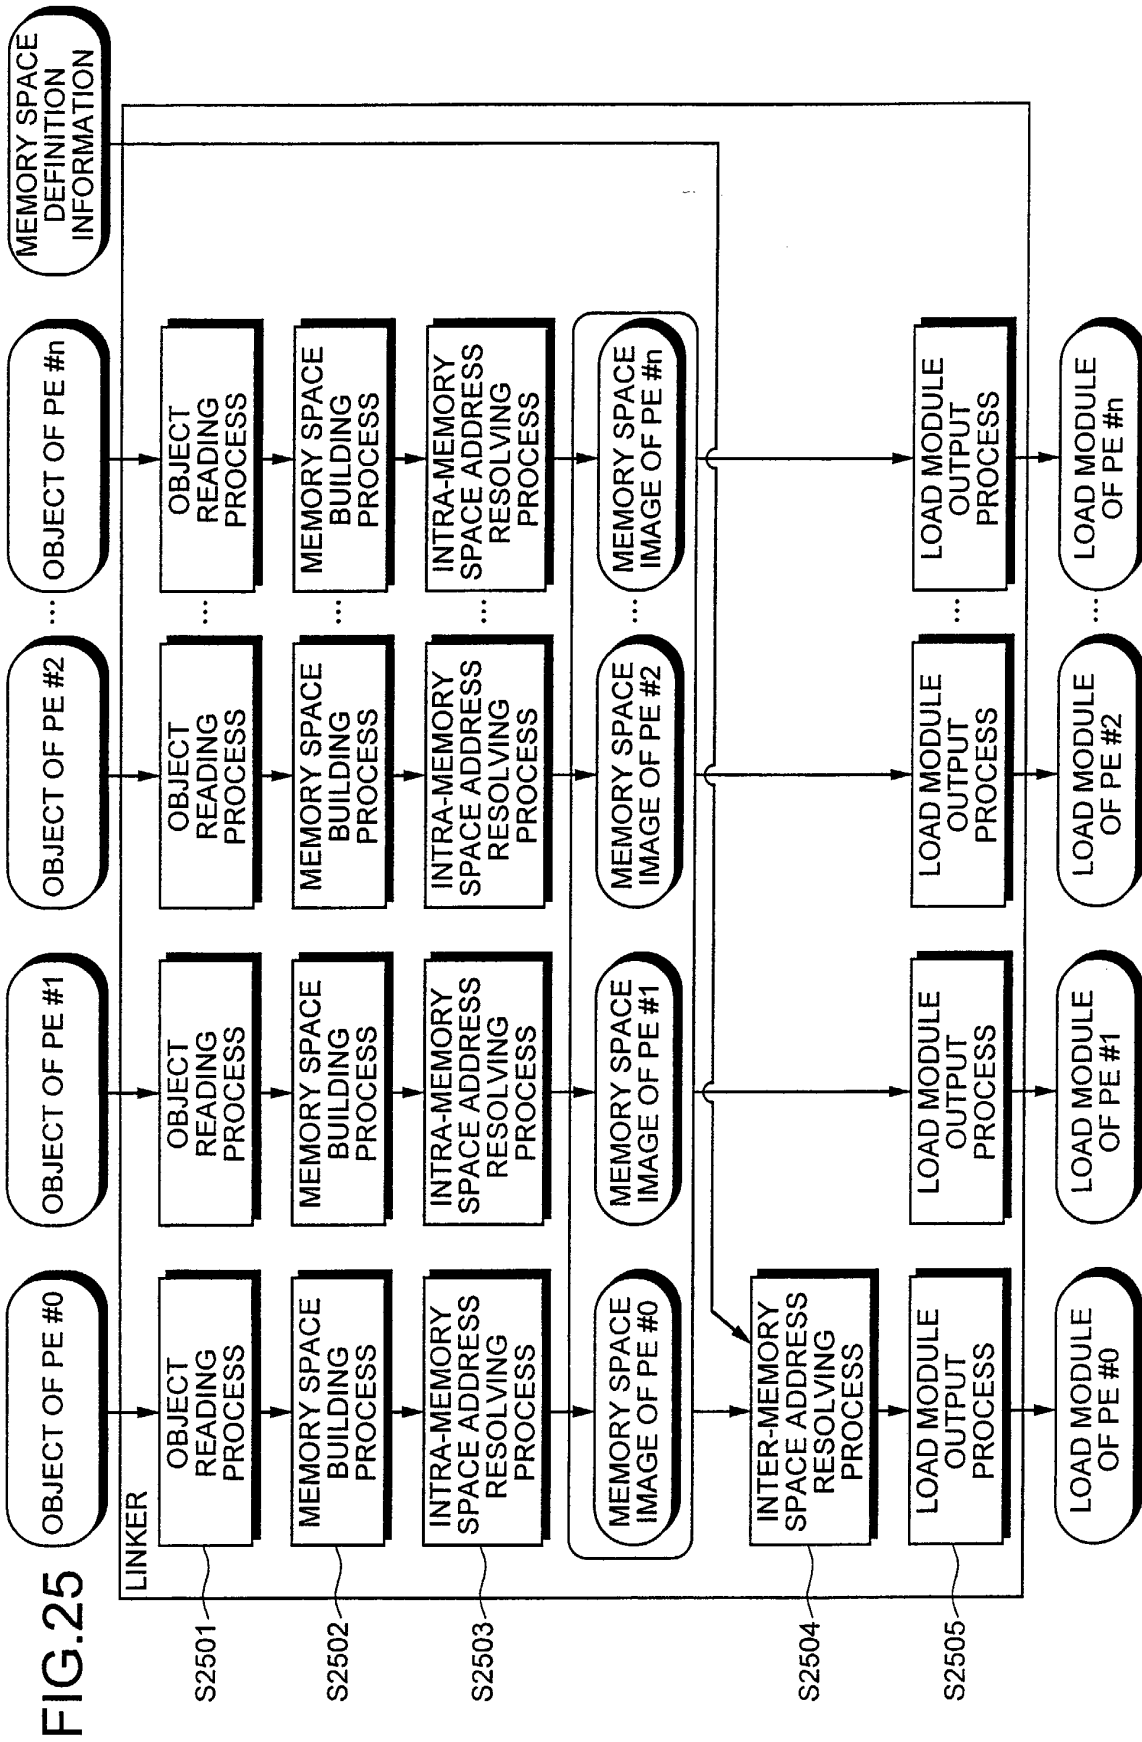 FIG.25
OBJECT OF PE #0
OBJECT OF PE #1
OBJECT OF PE #2
...
OBJECT OF PE #n
MEMORY SPACE
DEFINITION
INFORMATION
LINKER
S2501
OBJECT
READING
PROCESS
OBJECT
READING
PROCESS
OBJECT
READING
PROCESS
...
OBJECT
READING
PROCESS
S2502
MEMORY SPACE
BUILDING
PROCESS
MEMORY SPACE
BUILDING
PROCESS
MEMORY SPACE
BUILDING
PROCESS
...
MEMORY SPACE
BUILDING
PROCESS
S2503
INTRA-MEMORY
SPACE ADDRESS
RESOLVING
PROCESS
INTRA-MEMORY
SPACE ADDRESS
RESOLVING
PROCESS
INTRA-MEMORY
SPACE ADDRESS
RESOLVING
PROCESS
...
INTRA-MEMORY
SPACE ADDRESS
RESOLVING
PROCESS
MEMORY SPACE
IMAGE OF PE #0
MEMORY SPACE
IMAGE OF PE #1
MEMORY SPACE
IMAGE OF PE #2
...
MEMORY SPACE
IMAGE OF PE #n
S2504
INTER-MEMORY
SPACE ADDRESS
RESOLVING
PROCESS
S2505
LOAD MODULE
OUTPUT
PROCESS
LOAD MODULE
OUTPUT
PROCESS
LOAD MODULE
OUTPUT
PROCESS
...
LOAD MODULE
OUTPUT
PROCESS
LOAD MODULE
OF PE #0
LOAD MODULE
OF PE #1
LOAD MODULE
OF PE #2
...
LOAD MODULE
OF PE #n